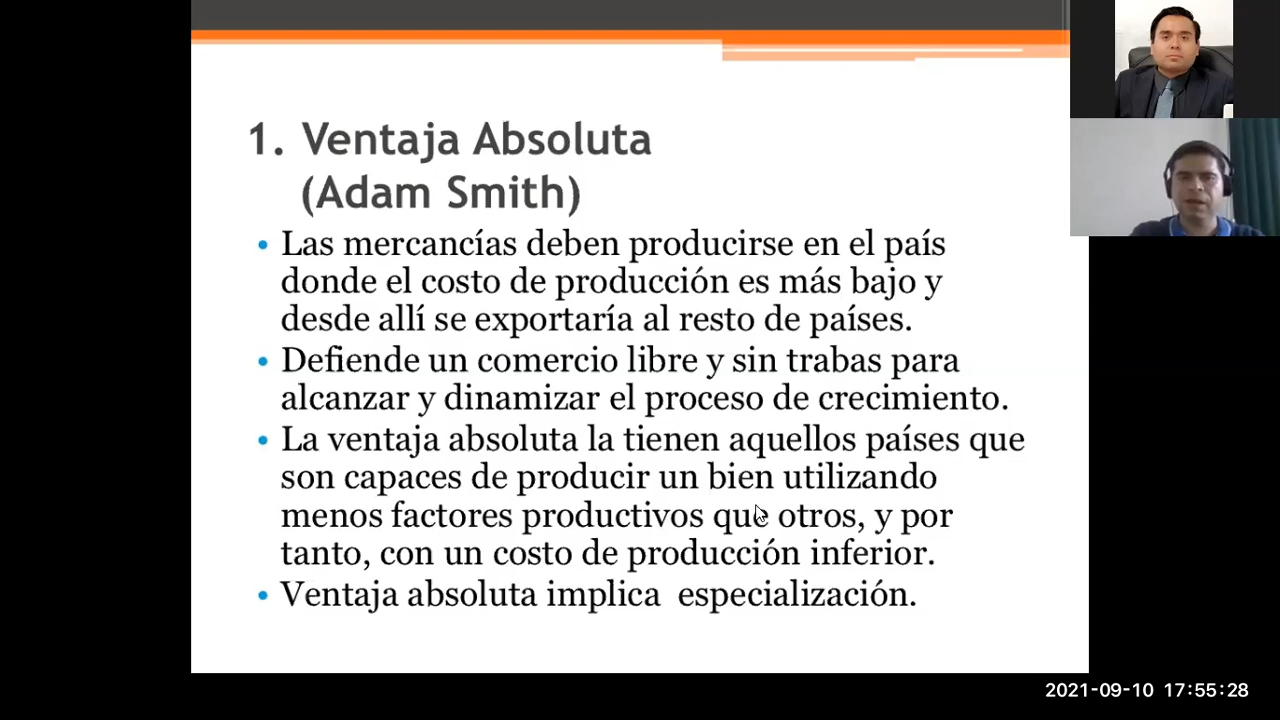 1. Ventaja Absoluta
(Adam Smith)
• Las mercancías deben producirse en el país
donde el costo de producción es más bajo y
desde allí se exportaría al resto de países.
• Defiende un comercio libre y sin trabas para
alcanzar y dinamizar el proceso de crecimiento.
• La ventaja absoluta la tienen aquellos países que
son capaces de producir un bien utilizando
menos factores productivos que otros, y por
tanto, con un costo de producción inferior.
• Ventaja absoluta implica  especialización.
2021-09-10 17:55:28